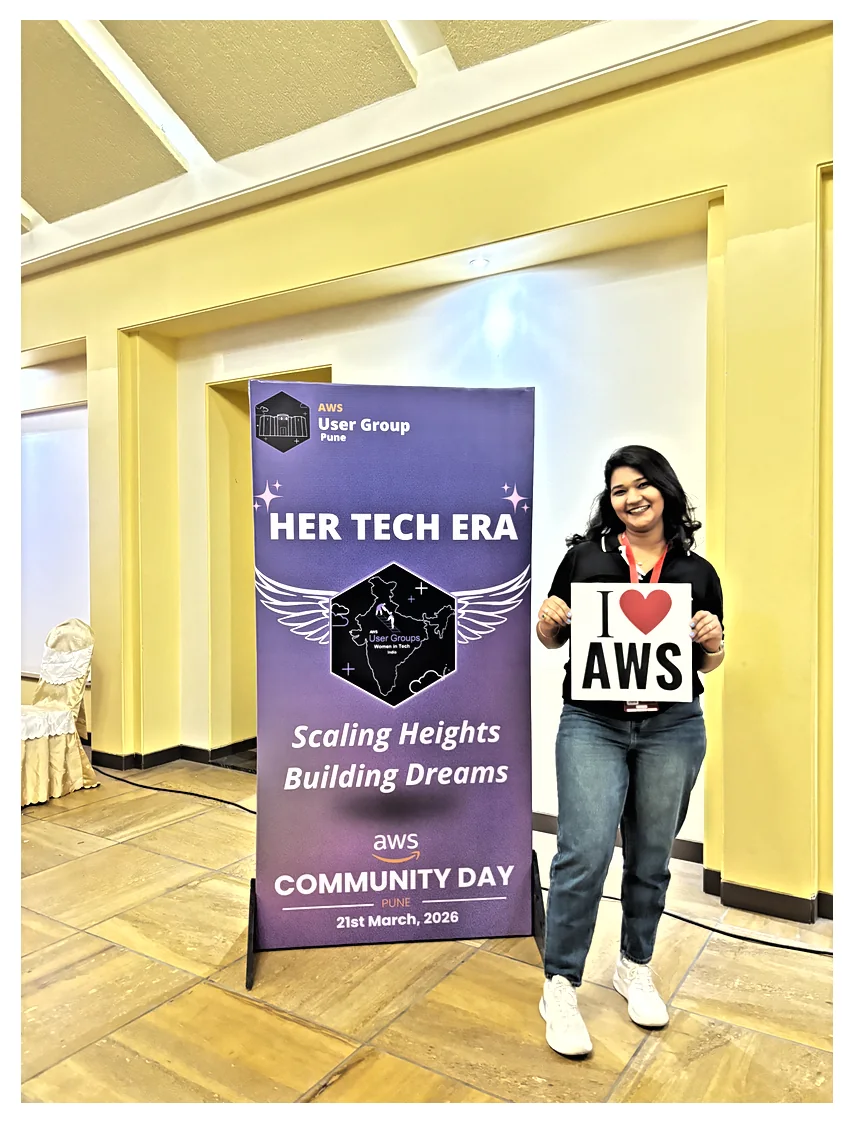 AWS
User Group
Pune
HER TECH ERA
AWS
User Groups
Women in Tech
India
Scaling Heights
Building Dreams
aws
COMMUNITY DAY
PUNE
21st March, 2026
I ❤
AWS